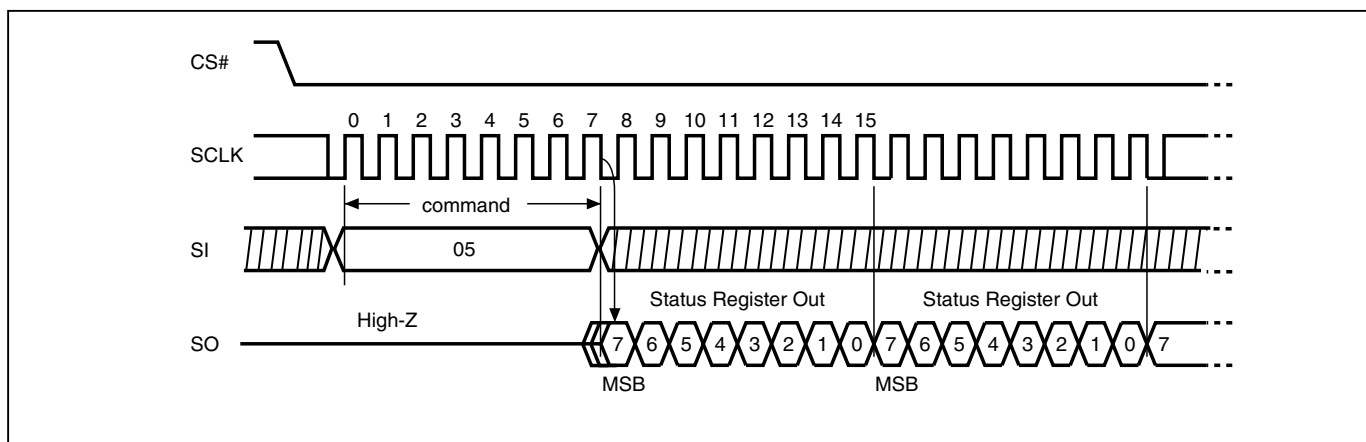 CS#
0 1 2 3 4 5 6 7 8 9 10 11 12 13 14 15
SCLK
command
SI
05
Status Register Out Status Register Out
High-Z
SO
7 6 5 4 3 2 1 0 7 6 5 4 3 2 1 0 7
MSB MSB